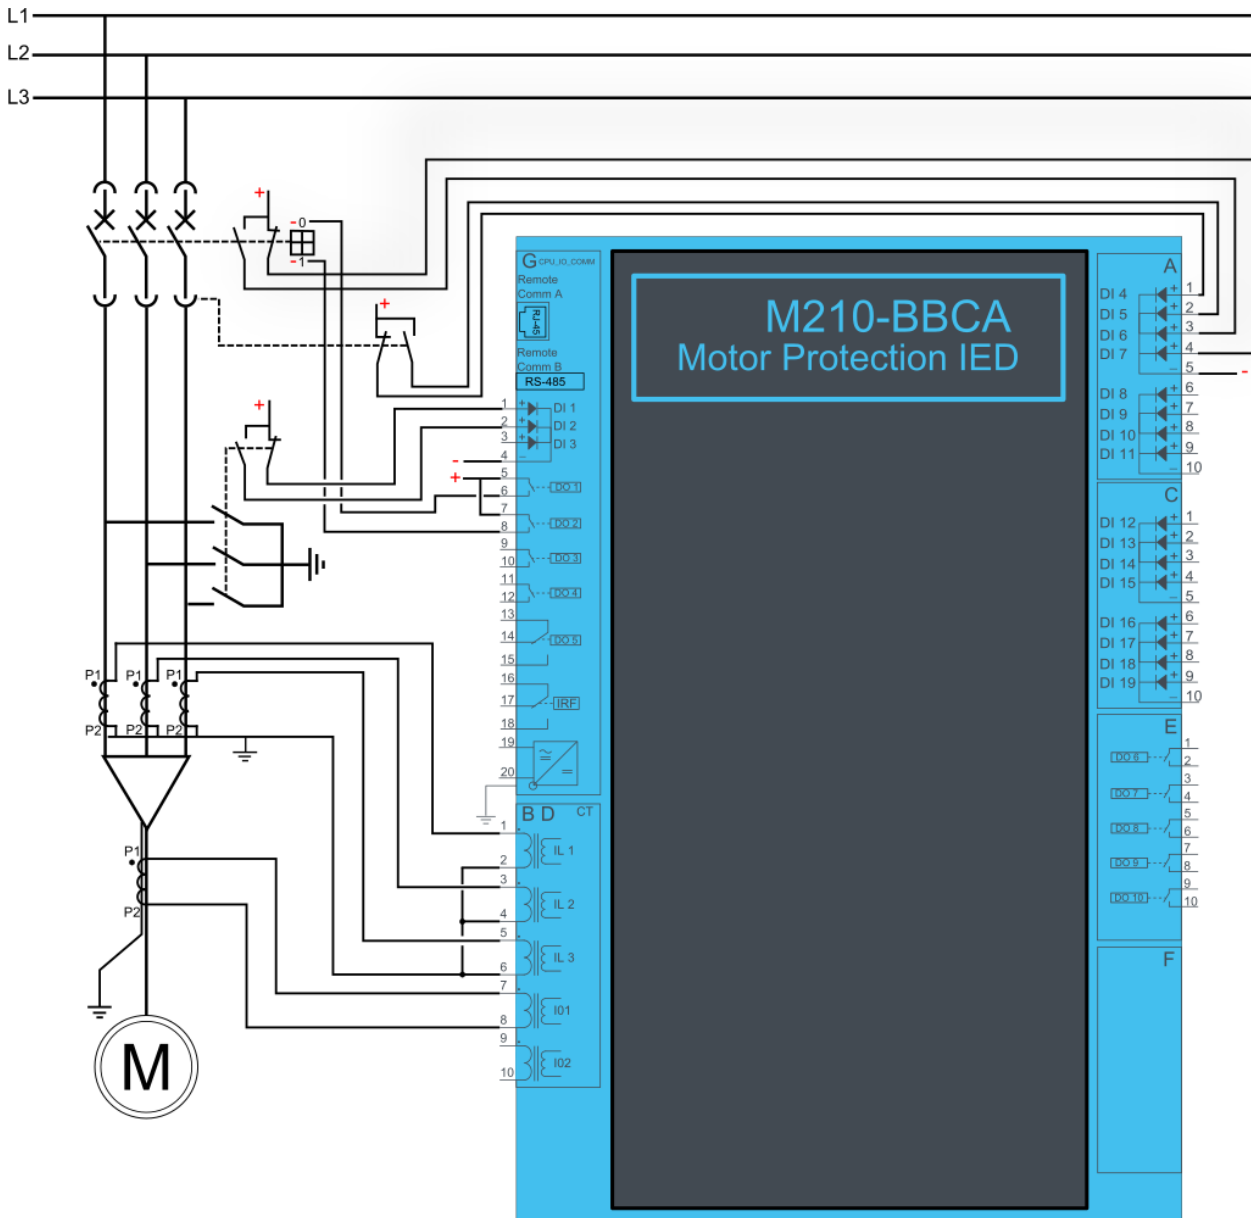 L1
L2
L3
+
-0
-1
+
+
-
+
P1
P1
P1
P2
P2
P2
P1
P2
M
G CPU_IO_COMM
Remote
Comm A
RJ-45
Remote
Comm B
RS-485
1 + DI 1
2 + DI 2
3 + DI 3
4 –
5
6 DO 1
7
8 DO 2
9
10 DO 3
11
12 DO 4
13
14 DO 5
15
16
17 IRF
18
19
20
B D CT
1
2 IL 1
3
4 IL 2
5
6 IL 3
7
8 I01
9
10 I02
M210-BBCA
Motor Protection IED
A
DI 4 + 1
DI 5 + 2
DI 6 + 3
DI 7 + 4
– 5 -
DI 8 + 6
DI 9 + 7
DI 10 + 8
DI 11 + 9
– 10
C
DI 12 + 1
DI 13 + 2
DI 14 + 3
DI 15 + 4
– 5
DI 16 + 6
DI 17 + 7
DI 18 + 8
DI 19 + 9
– 10
E
1
DO 6 2
3
DO 7 4
5
DO 8 6
7
DO 9 8
9
DO 10 10
F